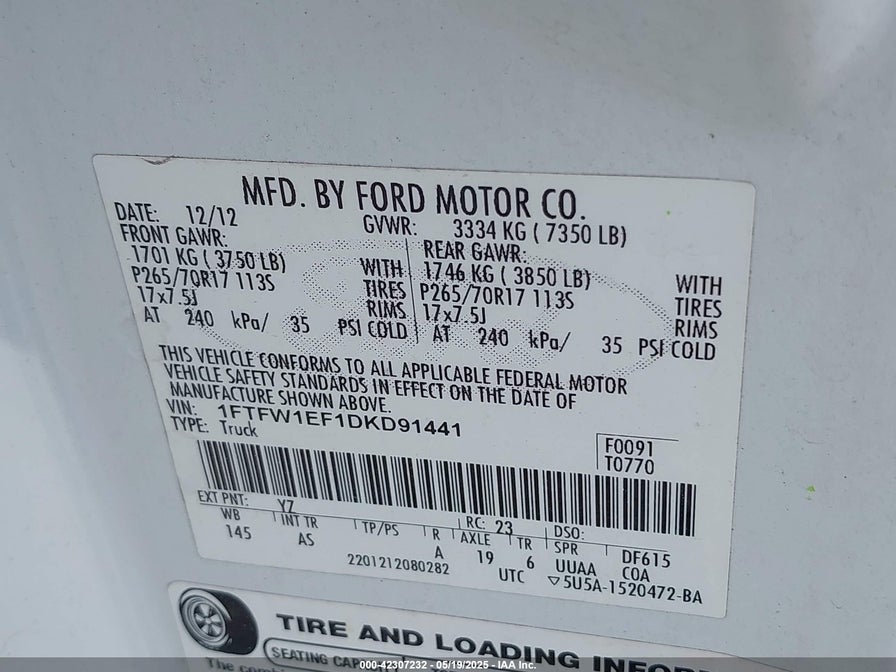 MFD. BY FORD MOTOR CO.
DATE: 12/12 GVWR: 3334 KG ( 7350 LB)
FRONT GAWR: REAR GAWR:
1701 KG ( 3750 LB) WITH 1746 KG ( 3850 LB) WITH
P265/70R17 113S TIRES P265/70R17 113S TIRES
17x7.5J RIMS 17x7.5J RIMS
AT 240 kPa/ 35 PSI COLD AT 240 kPa/ 35 PSI COLD
THIS VEHICLE CONFORMS TO ALL APPLICABLE FEDERAL MOTOR
VEHICLE SAFETY STANDARDS IN EFFECT ON THE DATE OF
MANUFACTURE SHOWN ABOVE.
VIN: 1FTFW1EF1DKD91441
TYPE: Truck
F0091
T0770
EXT PNT: YZ RC: 23 DSO:
WB INT TR TP/PS R AXLE TR SPR DF615
145 AS A 19 6 UUAA COA
2201212080282 UTC ▽5U5A-1520472-BA
TIRE AND LOADING
SEATING
The
000-42307232 - 05/19/2025 - IAA Inc.